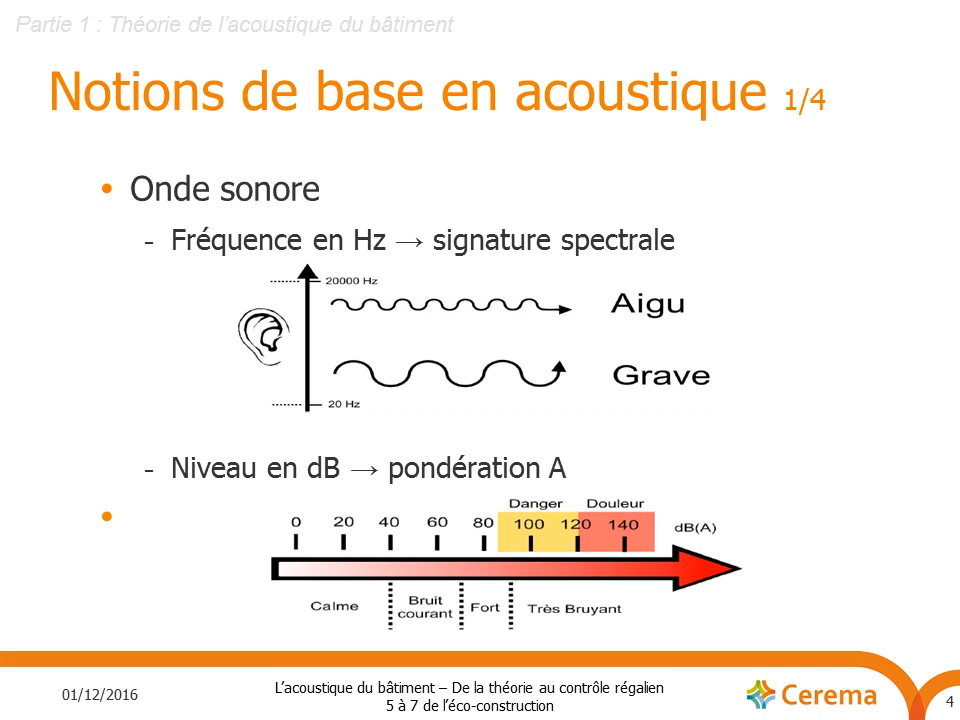 Partie 1 : Théorie de l'acoustique du bâtiment
Notions de base en acoustique 1/4
• Onde sonore
- Fréquence en Hz → signature spectrale
20000 Hz
Aigu
Grave
20 Hz
- Niveau en dB → pondération A
•
Danger Douleur
0 20 40 60 80 100 120 140 dB(A)
Calme Bruit courant Fort Très Bruyant
01/12/2016
L'acoustique du bâtiment – De la théorie au contrôle régalien
5 à 7 de l'éco-construction
Cerema
4